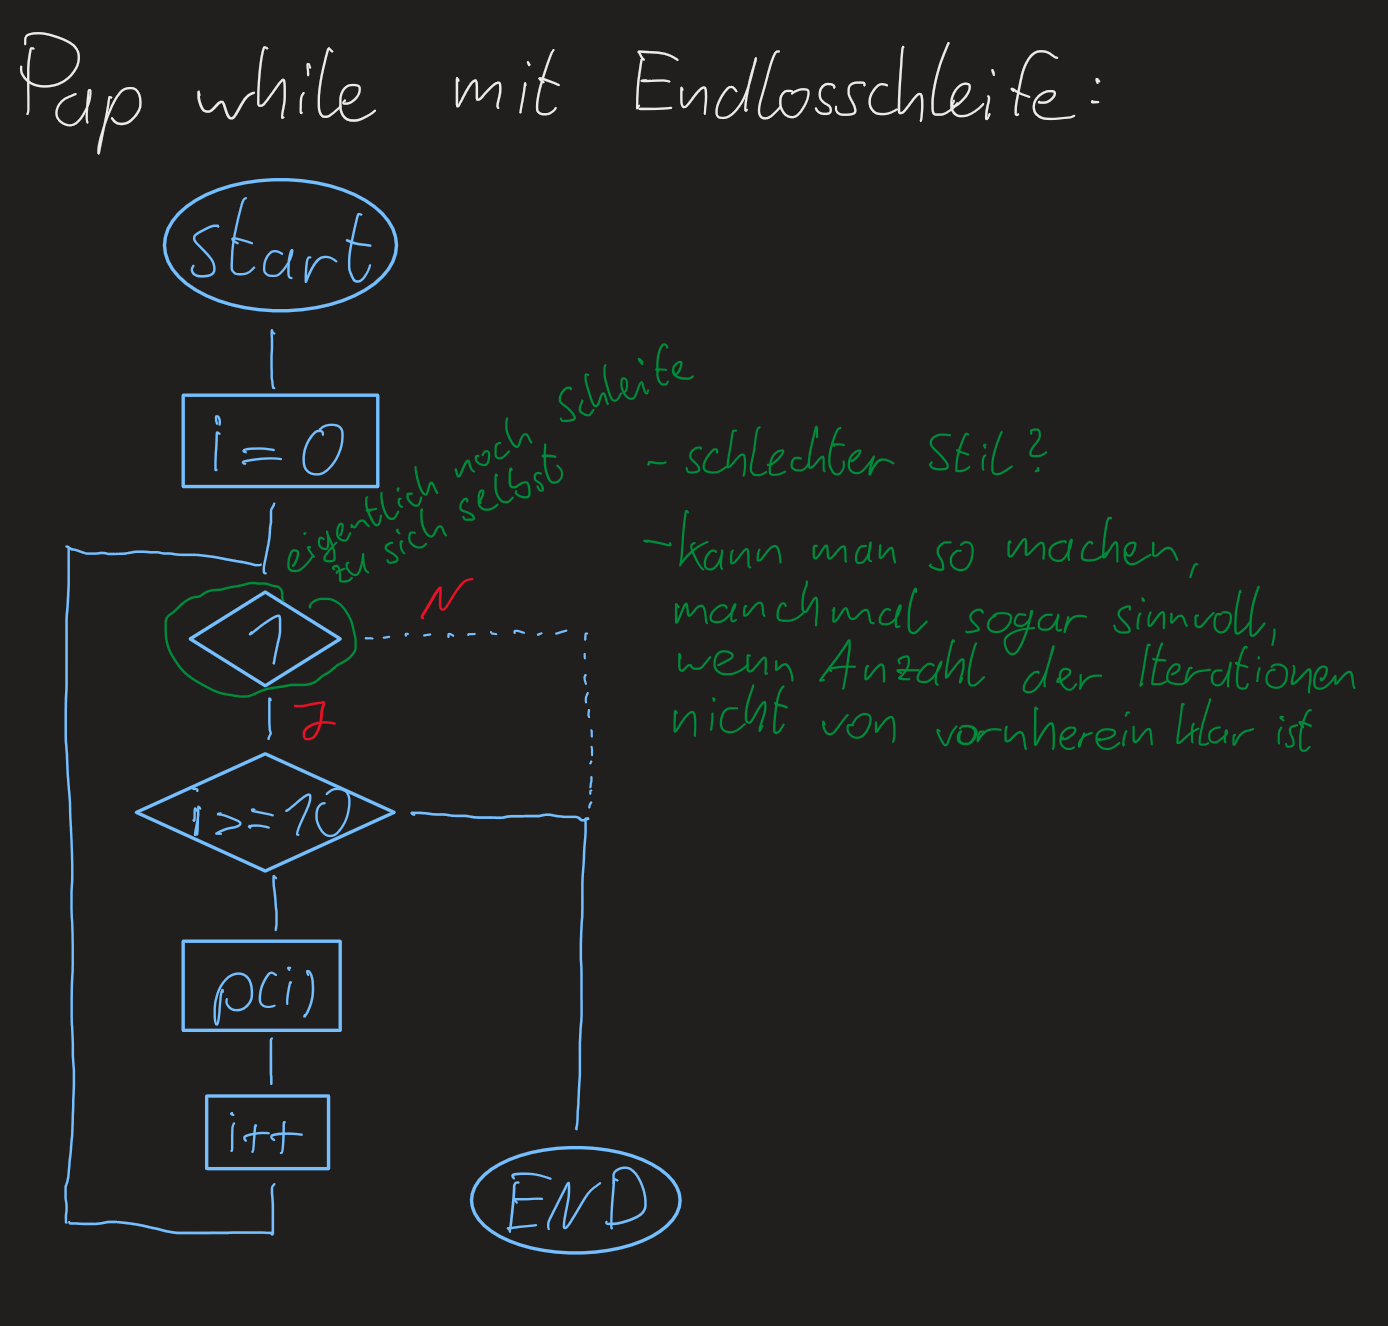 Pap while mit Endlosschleife:
start
i = 0
eigentlich noch schleife
zu sich selbst
1
N
J
i >= 10
p(i)
i++
END
- schlechter Stil?
- kann man so machen,
manchmal sogar sinnvoll,
wenn Anzahl der Iterationen
nicht von vornherein klar ist